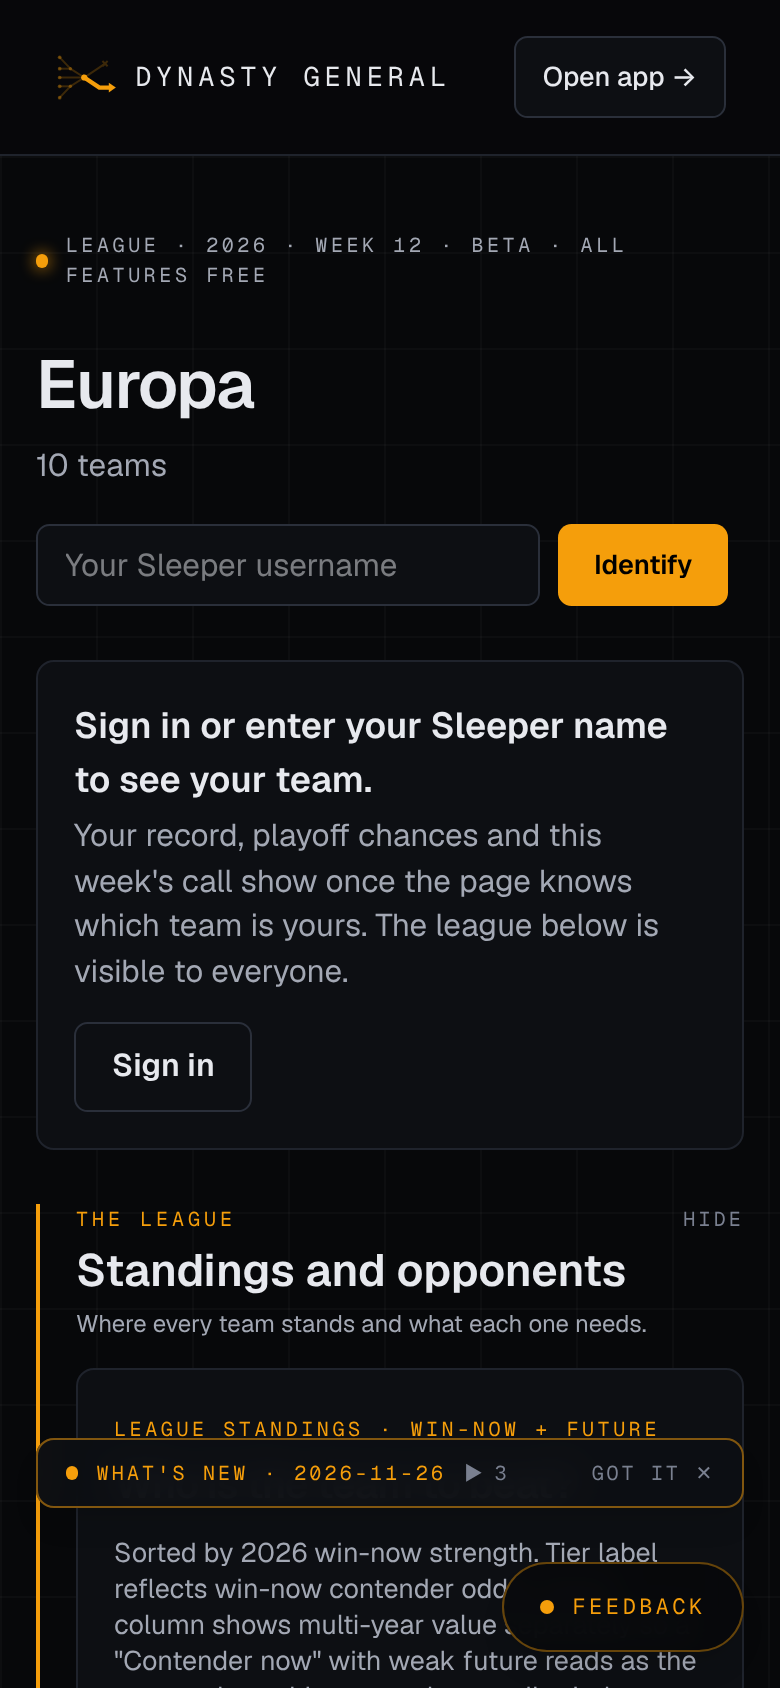 DYNASTY GENERAL
Open app →
LEAGUE · 2026 · WEEK 12 · BETA · ALL
FEATURES FREE
Europa
10 teams
Your Sleeper username
Identify
Sign in or enter your Sleeper name
to see your team.
Your record, playoff chances and this
week's call show once the page knows
which team is yours. The league below is
visible to everyone.
Sign in
THE LEAGUE
HIDE
Standings and opponents
Where every team stands and what each one needs.
LEAGUE STANDINGS · WIN-NOW + FUTURE
WHAT'S NEW · 2026-11-26 ▶ 3
GOT IT ×
Sorted by 2026 win-now strength. Tier label
reflects win-now contender
column shows multi-year value
FEEDBACK
"Contender now" with weak future reads as the